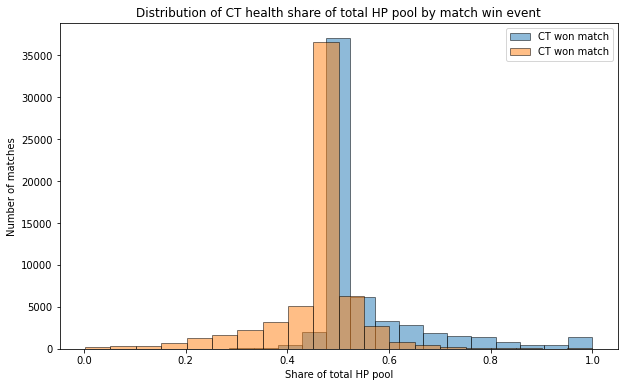 Distribution of CT health share of total HP pool by match win event
CT won match
CT won match
Number of matches
35000
30000
25000
20000
15000
10000
5000
0
0.0 0.2 0.4 0.6 0.8 1.0
Share of total HP pool